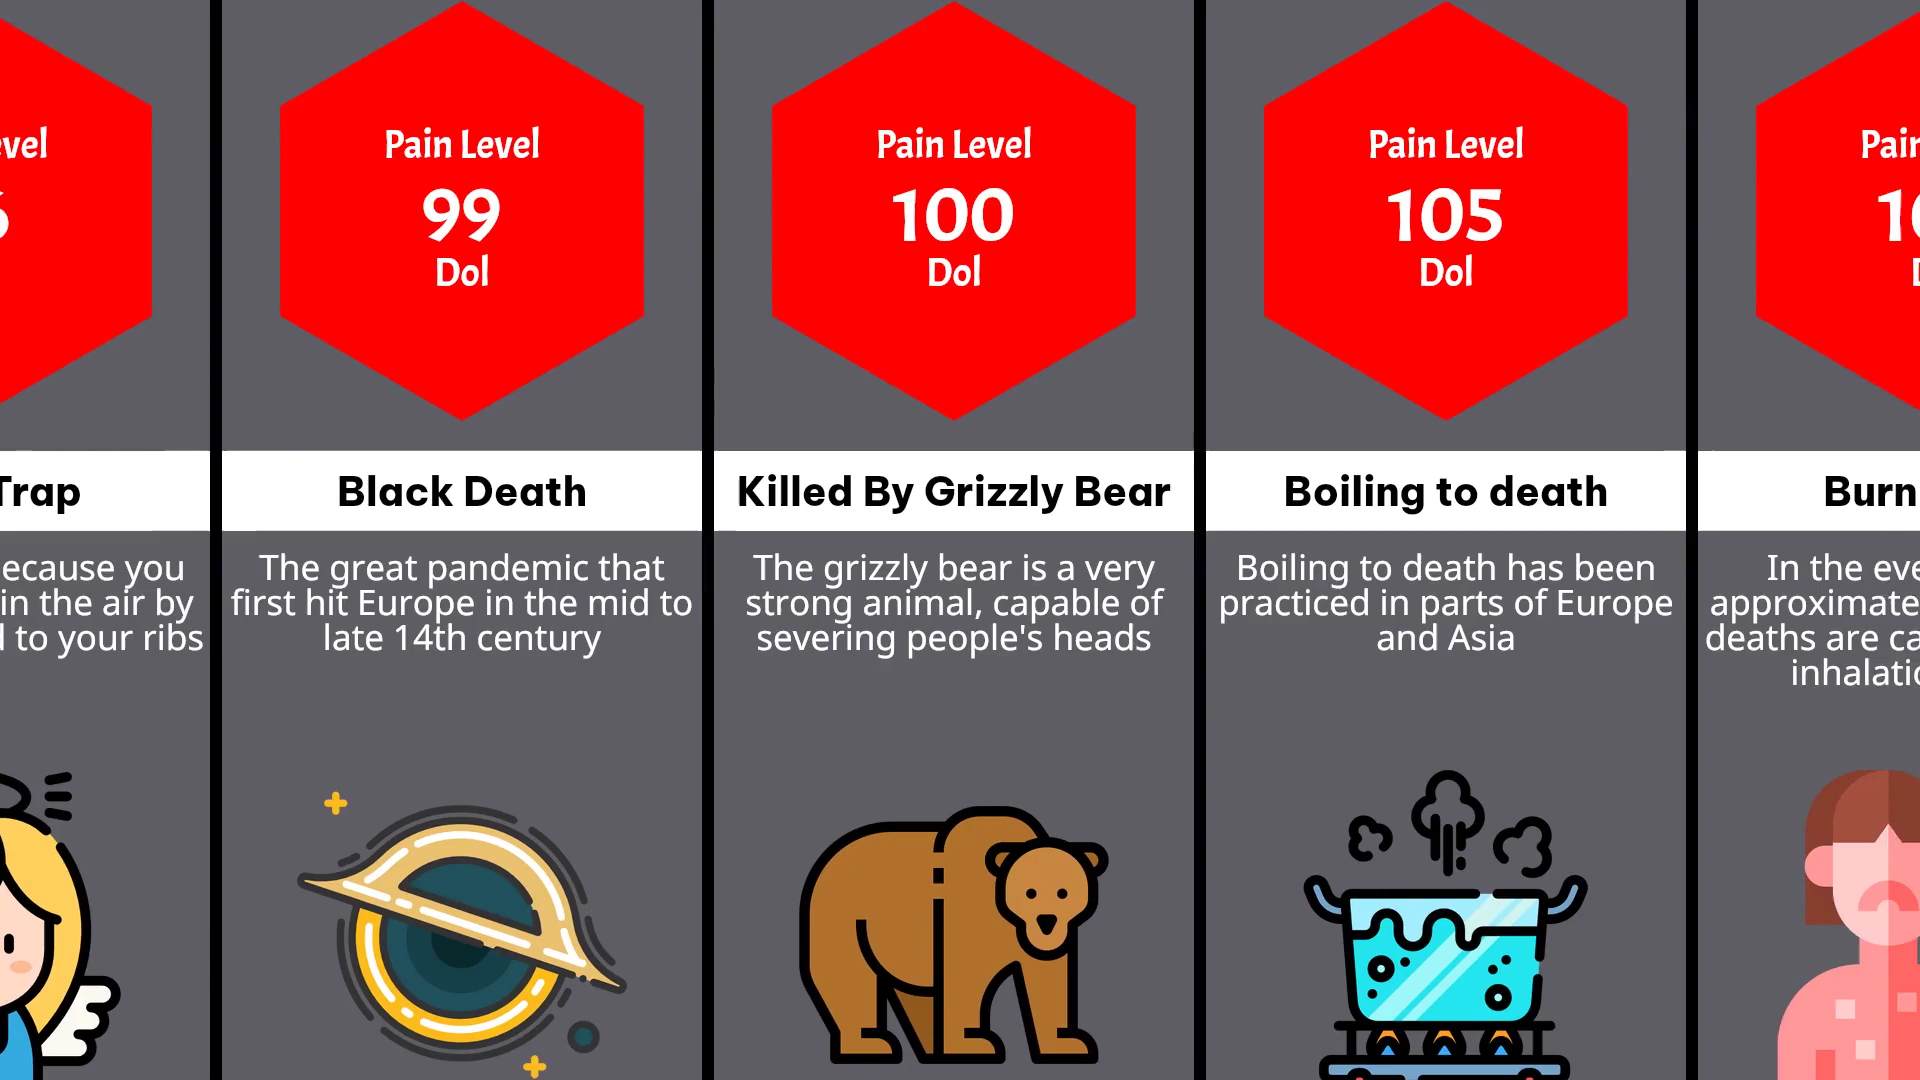 evel
Trap
ecause you
in the air by
d to your ribs
Pain Level
99
Dol
Black Death
The great pandemic that
first hit Europe in the mid to
late 14th century
Pain Level
100
Dol
Killed By Grizzly Bear
The grizzly bear is a very
strong animal, capable of
severing people's heads
Pain Level
105
Dol
Boiling to death
Boiling to death has been
practiced in parts of Europe
and Asia
Pain
Burn
In the eve
approximate
deaths are ca
inhalatio